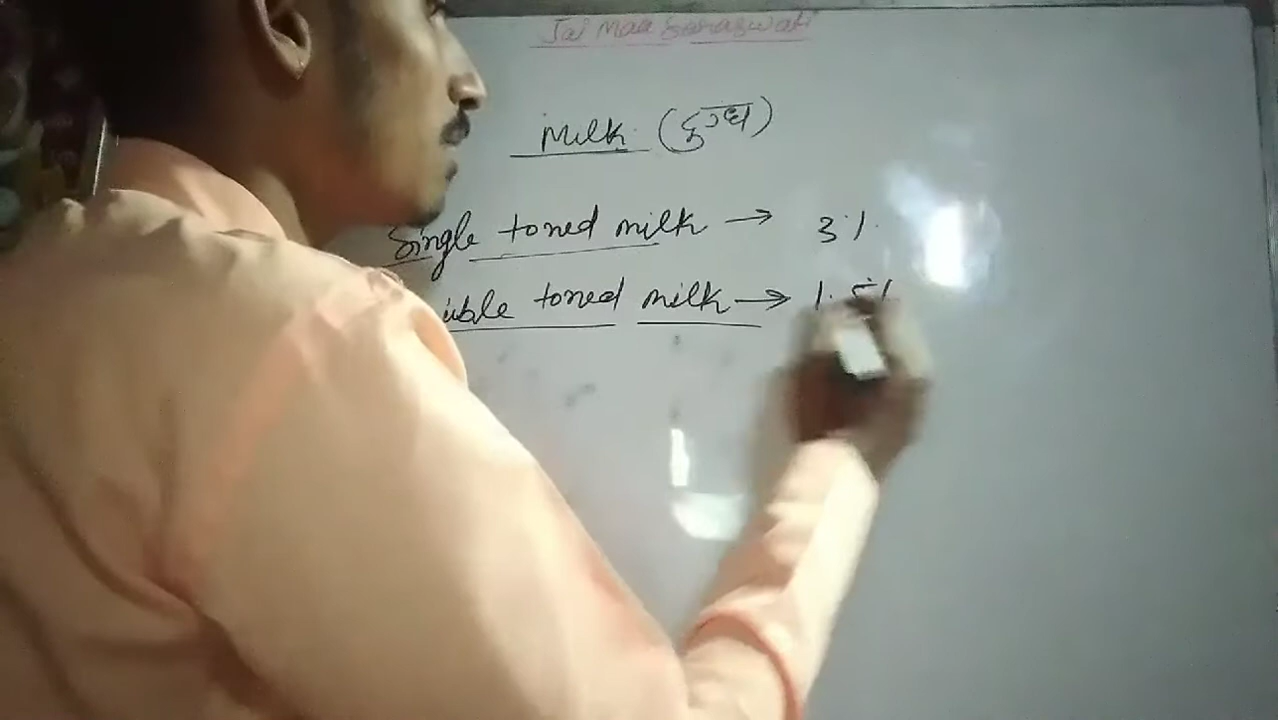 Jai Maa Saraswati
Milk (दुग्ध)
Single toned milk → 3%
uble toned milk → 1.5%